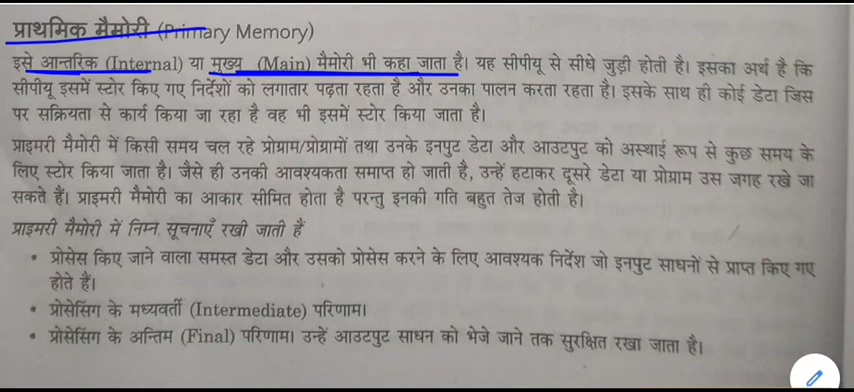 प्राथमिक मैमोरी (Primary Memory)
इसे आन्तरिक (Internal) या मुख्य (Main) मैमोरी भी कहा जाता है। यह सीपीयू से सीधे जुड़ी होती है। इसका अर्थ है कि
सीपीयू इसमें स्टोर किए गए निर्देशों को लगातार पढ़ता रहता है और उनका पालन करता रहता है। इसके साथ ही कोई डेटा जिस
पर सक्रियता से कार्य किया जा रहा है वह भी इसमें स्टोर किया जाता है।
प्राइमरी मैमोरी में किसी समय चल रहे प्रोग्राम/प्रोग्रामों तथा उनके इनपुट डेटा और आउटपुट को अस्थाई रूप से कुछ समय के
लिए स्टोर किया जाता है। जैसे ही उनकी आवश्यकता समाप्त हो जाती है, उन्हें हटाकर दूसरे डेटा या प्रोग्राम उस जगह रखे जा
सकते हैं। प्राइमरी मैमोरी का आकार सीमित होता है परन्तु इनकी गति बहुत तेज होती है।
प्राइमरी मैमोरी में निम्न सूचनाएँ रखी जाती हैं
• प्रोसेस किए जाने वाला समस्त डेटा और उसको प्रोसेस करने के लिए आवश्यक निर्देश जो इनपुट साधनों से प्राप्त किए गए
होते हैं।
• प्रोसेसिंग के मध्यवर्ती (Intermediate) परिणाम।
• प्रोसेसिंग के अन्तिम (Final) परिणाम। उन्हें आउटपुट साधन को भेजे जाने तक सुरक्षित रखा जाता है।